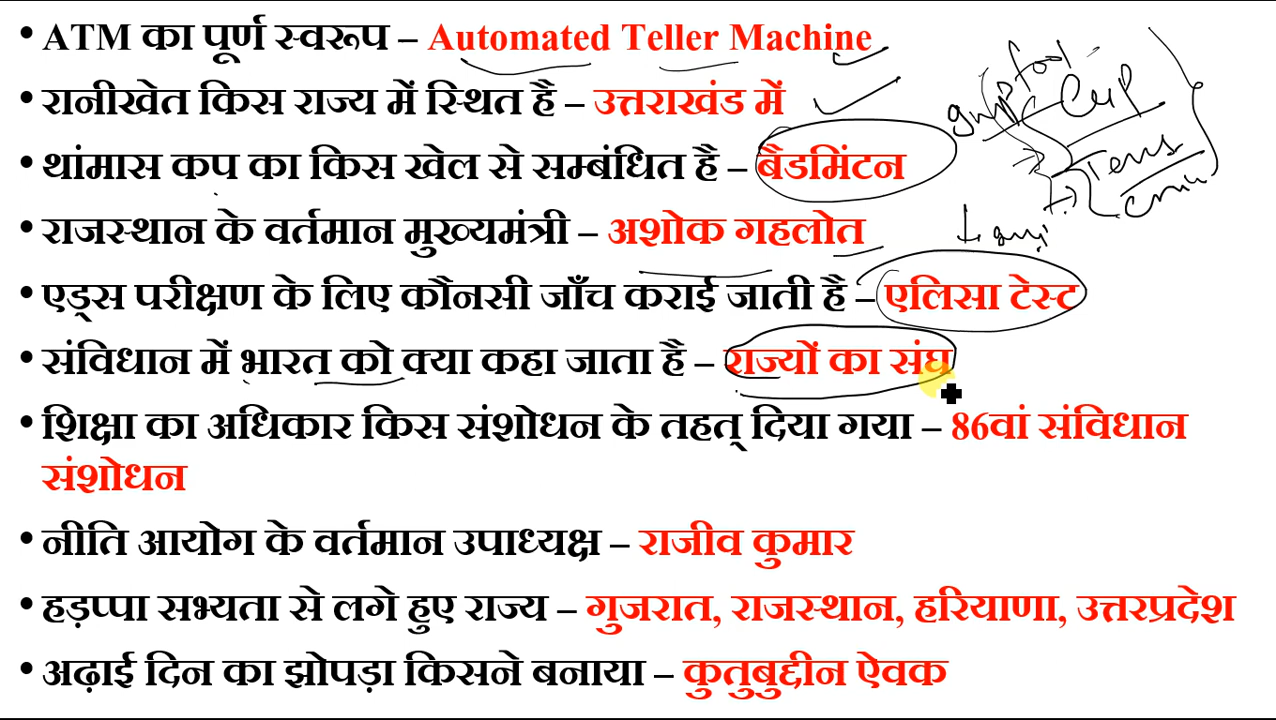 • ATM का पूर्ण स्वरूप – Automated Teller Machine
• रानीखेत किस राज्य में स्थित है – उत्तराखंड में
• थांमास कप का किस खेल से सम्बंधित है – बैडमिंटन
• राजस्थान के वर्तमान मुख्यमंत्री – अशोक गहलोत
• एड्स परीक्षण के लिए कौनसी जाँच कराई जाती है – एलिसा टेस्ट
• संविधान में भारत को क्या कहा जाता है – राज्यों का संघ
• शिक्षा का अधिकार किस संशोधन के तहत् दिया गया – 86वां संविधान
संशोधन
• नीति आयोग के वर्तमान उपाध्यक्ष – राजीव कुमार
• हड़प्पा सभ्यता से लगे हुए राज्य – गुजरात, राजस्थान, हरियाणा, उत्तरप्रदेश
• अढ़ाई दिन का झोपड़ा किसने बनाया – कुतुबुद्दीन ऐवक
Cup